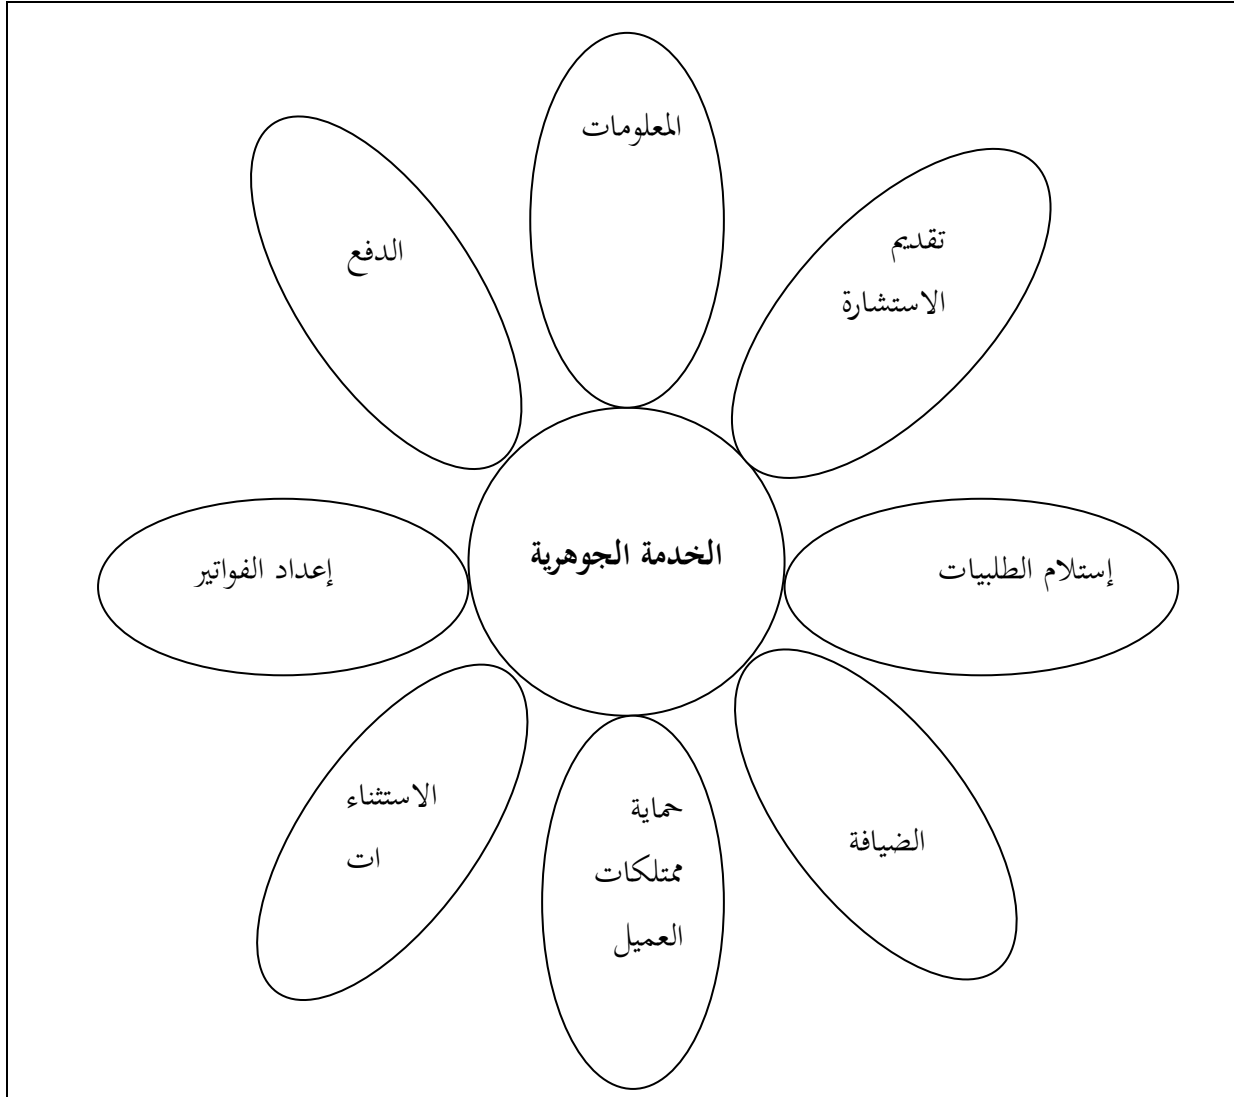 المعلومات
تقديم
الاستشارة
الدفع
الخدمة الجوهرية
إستلام الطلبيات
إعداد الفواتير
الضيافة
حماية
ممتلكات
العميل
الاستثناء
ات